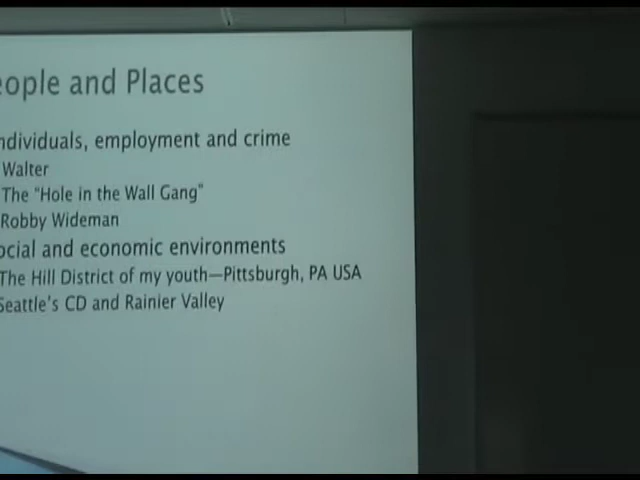 eople and Places
ndividuals, employment and crime
Walter
The "Hole in the Wall Gang"
Robby Wideman
ocial and economic environments
The Hill District of my youth—Pittsburgh, PA USA
Seattle's CD and Rainier Valley